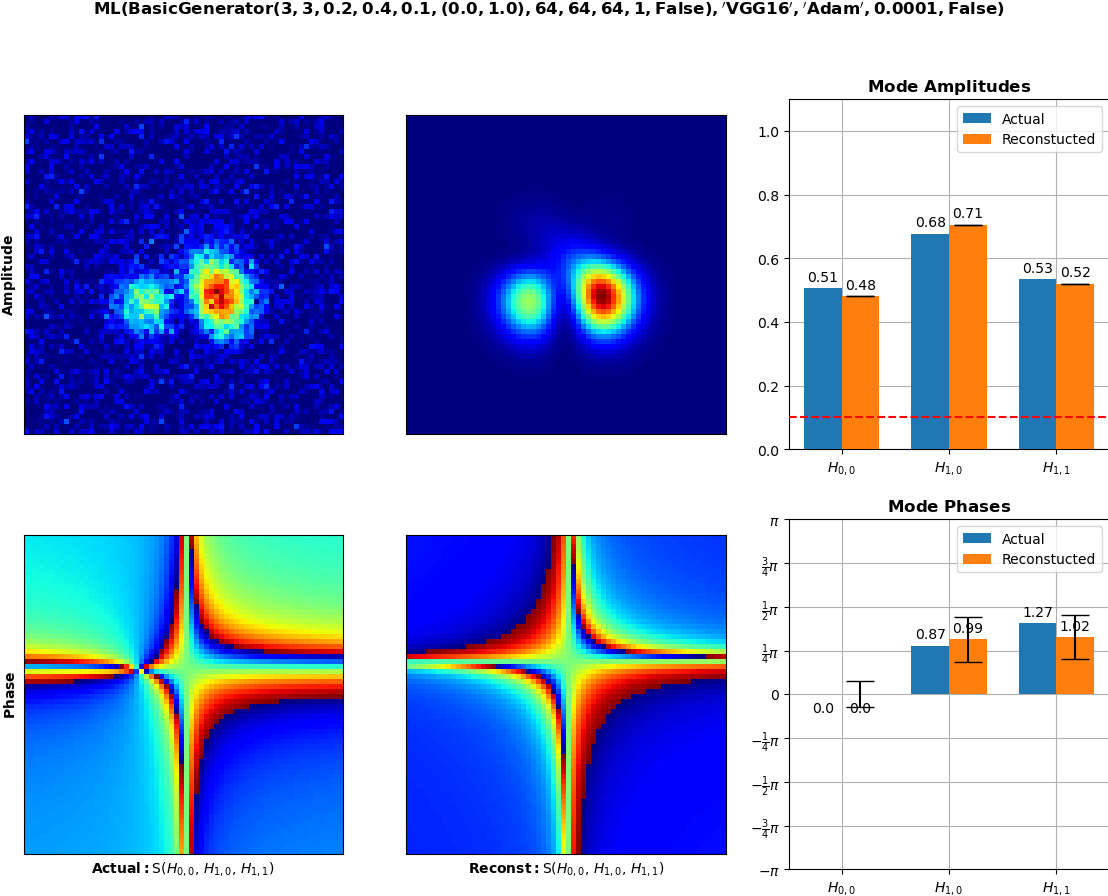 ML(BasicGenerator(3, 3, 0.2, 0.4, 0.1, (0.0, 1.0), 64, 64, 64, 1, False), 'VGG16', 'Adam', 0.0001, False)
Amplitude
Mode Amplitudes
Actual
Reconstucted
1.0
0.8
0.6
0.4
0.2
0.0
0.51
0.48
0.68
0.71
0.53
0.52
H0,0
H1,0
H1,1
Phase
Actual: S(H0,0, H1,0, H1,1)
Reconst: S(H0,0, H1,0, H1,1)
Mode Phases
Actual
Reconstucted
π
3/4π
1/2π
1/4π
0
−1/4π
−1/2π
−3/4π
−π
0.0
0.0
0.87
0.99
1.27
1.02
H0,0
H1,0
H1,1